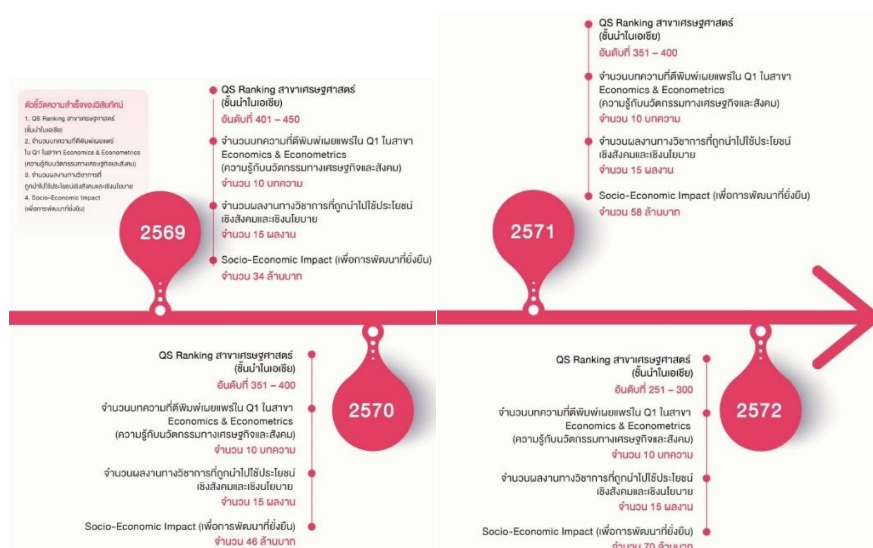 ตัวชี้วัดความสำเร็จของวิสัยทัศน์
1. QS Ranking สาขาเศรษฐศาสตร์
(ชั้นนำในเอเชีย)
2. จำนวนบทความที่ตีพิมพ์เผยแพร่
ใน Q1 ในสาขา Economics & Econometrics
(ความรู้กับนวัตกรรมทางเศรษฐกิจและสังคม)
3. จำนวนผลงานทางวิชาการที่
ถูกนำไปใช้ประโยชน์เชิงสังคมและเชิงนโยบาย
4. Socio-Economic Impact
(เพื่อการพัฒนาที่ยั่งยืน)
2569
QS Ranking สาขาเศรษฐศาสตร์
(ชั้นนำในเอเชีย)
อันดับที่ 401 – 450
จำนวนบทความที่ตีพิมพ์เผยแพร่ใน Q1 ในสาขา
Economics & Econometrics
(ความรู้กับนวัตกรรมทางเศรษฐกิจและสังคม)
จำนวน 10 บทความ
จำนวนผลงานทางวิชาการที่ถูกนำไปใช้ประโยชน์
เชิงสังคมและเชิงนโยบาย
จำนวน 15 ผลงาน
Socio-Economic Impact (เพื่อการพัฒนาที่ยั่งยืน)
จำนวน 34 ล้านบาท
QS Ranking สาขาเศรษฐศาสตร์
(ชั้นนำในเอเชีย)
อันดับที่ 351 – 400
จำนวนบทความที่ตีพิมพ์เผยแพร่ใน Q1 ในสาขา
Economics & Econometrics
(ความรู้กับนวัตกรรมทางเศรษฐกิจและสังคม)
จำนวน 10 บทความ
จำนวนผลงานทางวิชาการที่ถูกนำไปใช้ประโยชน์
เชิงสังคมและเชิงนโยบาย
จำนวน 15 ผลงาน
Socio-Economic Impact (เพื่อการพัฒนาที่ยั่งยืน)
จำนวน 46 ล้านบาท
2570
2571
QS Ranking สาขาเศรษฐศาสตร์
(ชั้นนำในเอเชีย)
อันดับที่ 351 – 400
จำนวนบทความที่ตีพิมพ์เผยแพร่ใน Q1 ในสาขา
Economics & Econometrics
(ความรู้กับนวัตกรรมทางเศรษฐกิจและสังคม)
จำนวน 10 บทความ
จำนวนผลงานทางวิชาการที่ถูกนำไปใช้ประโยชน์
เชิงสังคมและเชิงนโยบาย
จำนวน 15 ผลงาน
Socio-Economic Impact (เพื่อการพัฒนาที่ยั่งยืน)
จำนวน 58 ล้านบาท
QS Ranking สาขาเศรษฐศาสตร์
(ชั้นนำในเอเชีย)
อันดับที่ 251 – 300
จำนวนบทความที่ตีพิมพ์เผยแพร่ใน Q1 ในสาขา
Economics & Econometrics
(ความรู้กับนวัตกรรมทางเศรษฐกิจและสังคม)
จำนวน 10 บทความ
จำนวนผลงานทางวิชาการที่ถูกนำไปใช้ประโยชน์
เชิงสังคมและเชิงนโยบาย
จำนวน 15 ผลงาน
Socio-Economic Impact (เพื่อการพัฒนาที่ยั่งยืน)
จำนวน 70 ล้านบาท
2572